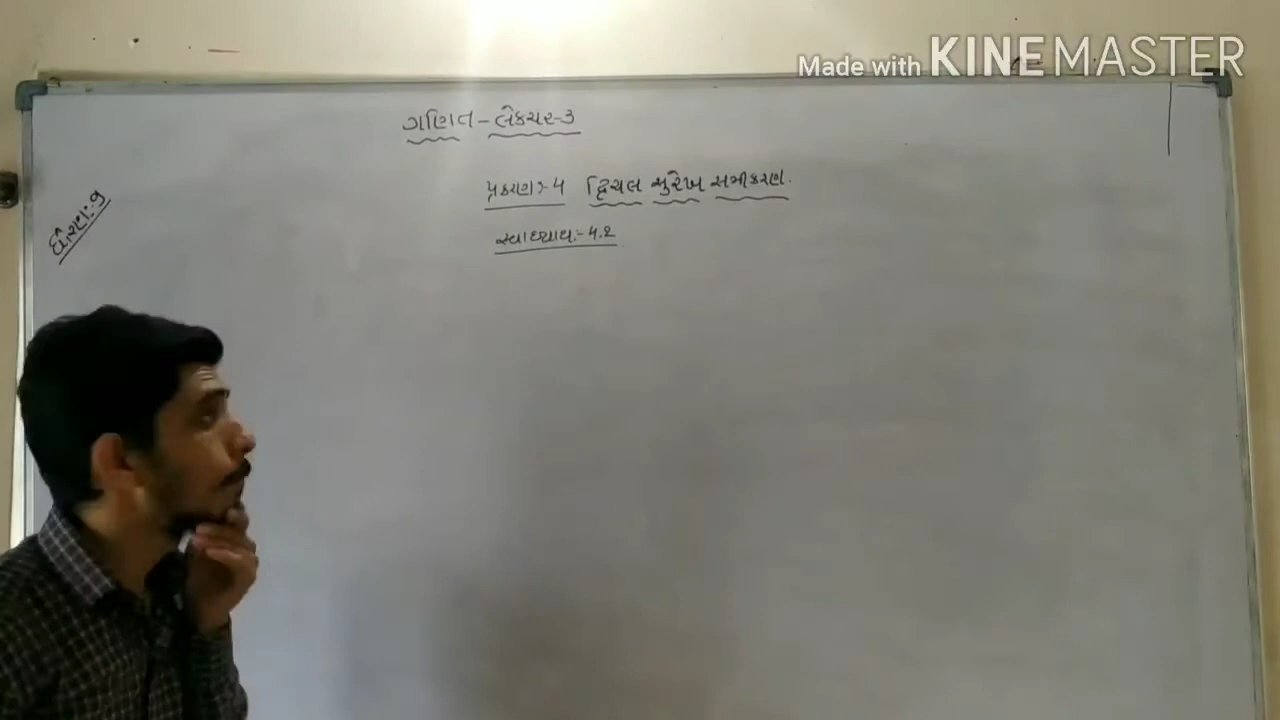 Made with KINEMASTER
ગણિત - લેકચર-૩
ધોરણ:૯
પ્રકરણ:-૪ દ્વિચલ સુરેખ સમીકરણ.
સ્વાધ્યાય:- ૪.૨